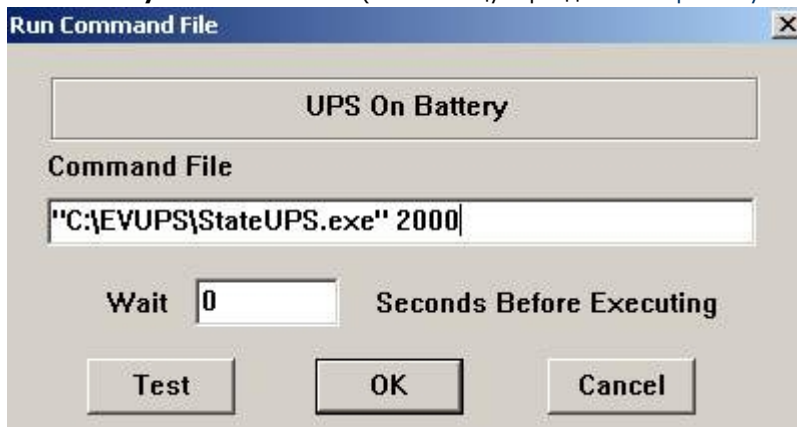 Run Command File
UPS On Battery
Command File
"C:\EVUPS\StateUPS.exe" 2000
Wait 0 Seconds Before Executing
Test OK Cancel